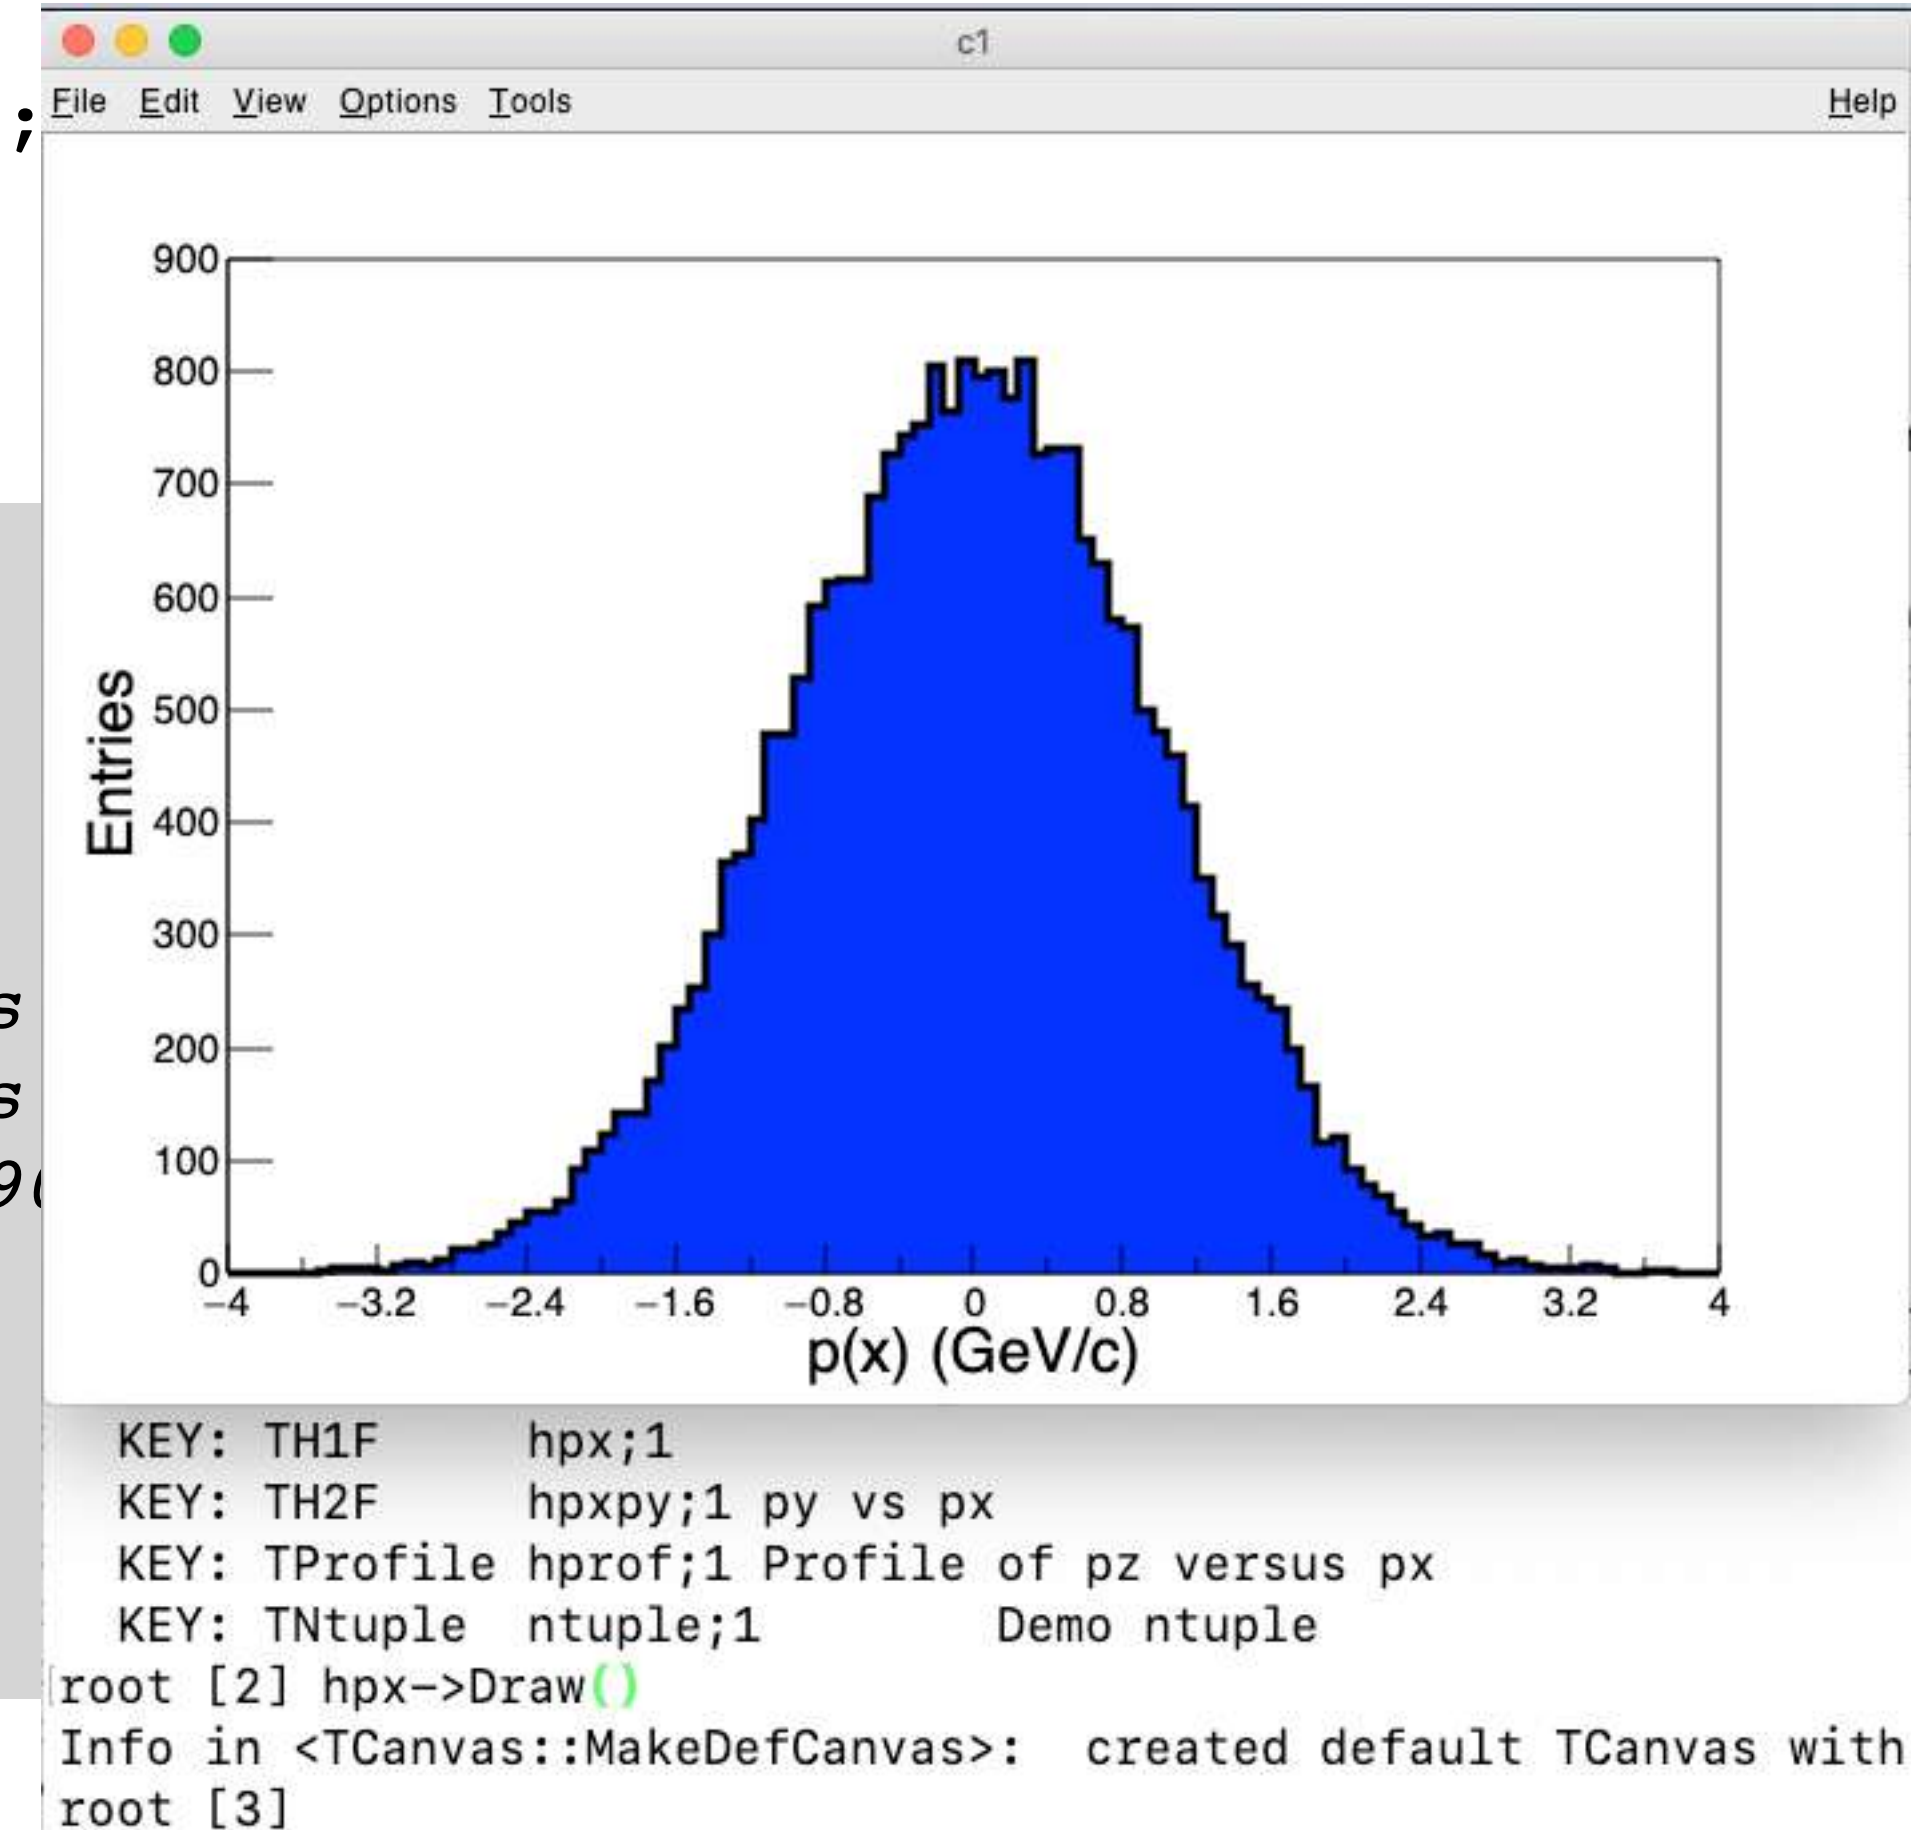 c1
;
File Edit View Options Tools Help
900
800
700
600
500
400
300
200
100
0
Entries
−4 −3.2 −2.4 −1.6 −0.8 0 0.8 1.6 2.4 3.2 4
p(x) (GeV/c)
s
s
KEY: TH1F hpx;1
KEY: TH2F hpxpy;1 py vs px
KEY: TProfile hprof;1 Profile of pz versus px
KEY: TNtuple ntuple;1 Demo ntuple
root [2] hpx->Draw()
Info in <TCanvas::MakeDefCanvas>: created default TCanvas with
root [3]